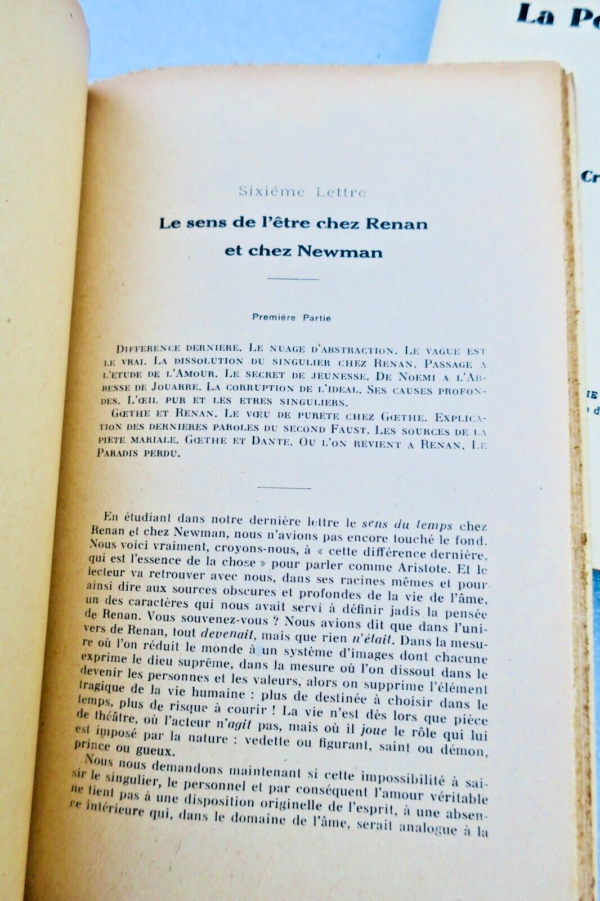 La Po
Cr
IE
Sixiéme Lettre
Le sens de l'être chez Renan
et chez Newman
Première Partie
DIFFERENCE DERNIERE. LE NUAGE D'ABSTRACTION. LE VAGUE EST
LE VRAI. LA DISSOLUTION DU SINGULIER CHEZ RENAN. PASSAGE A
L'ETUDE DE L'AMOUR. LE SECRET DE JEUNESSE. DE NOEMI A L'AB-
BESSE DE JOUARRE. LA CORRUPTION DE L'IDEAL. SES CAUSES PROFON-
DES. L'ŒIL PUR ET LES ETRES SINGULIERS.
GŒTHE ET RENAN. LE VŒU DE PURETE CHEZ GŒTHE. EXPLICA-
TION DES DERNIERES PAROLES DU SECOND FAUST. LES SOURCES DE LA
PIETE MARIALE. GŒTHE ET DANTE. OU L'ON REVIENT A RENAN. LE
PARADIS PERDU.
En étudiant dans notre dernière lettre le sens du temps chez
Renan et chez Newman, nous n'avions pas encore touché le fond.
Nous voici vraiment, croyons-nous, à « cette différence dernière,
qui est l'essence de la chose » pour parler comme Aristote. Et le
lecteur va retrouver avec nous, dans ses racines mêmes et pour
ainsi dire aux sources obscures et profondes de la vie de l'âme,
un des caractères qui nous avait servi à définir jadis la pensée
de Renan. Vous souvenez-vous ? Nous avions dit que dans l'uni-
vers de Renan, tout devenait, mais que rien n'était. Dans la mesu-
re où l'on réduit le monde à un système d'images dont chacune
exprime le dieu suprême, dans la mesure où l'on dissout dans le
devenir les personnes et les valeurs, alors on supprime l'élément
tragique de la vie humaine : plus de destinée à choisir dans le
temps, plus de risque à courir ! La vie n'est dès lors que pièce
de théâtre, où l'acteur n'agit pas, mais où il joue le rôle qui lui
est imposé par la nature : vedette ou figurant, saint ou démon,
prince ou gueux.
Nous nous demandons maintenant si cette impossibilité à sai-
sir le singulier, le personnel et par conséquent l'amour véritable
ne tient pas à une disposition originelle de l'esprit, à une absen-
ce intérieure qui, dans le domaine de l'âme, serait analogue à la